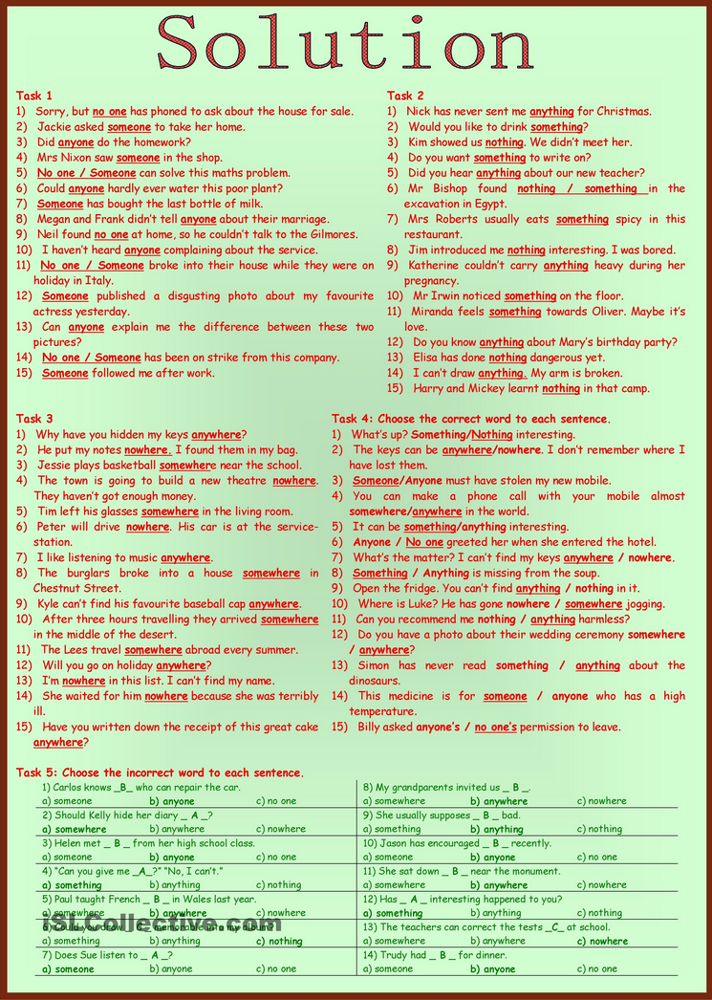 Solution
Task 1
1) Sorry, but no one has phoned to ask about the house for sale.
2) Jackie asked someone to take her home.
3) Did anyone do the homework?
4) Mrs Nixon saw someone in the shop.
5) No one / Someone can solve this maths problem.
6) Could anyone hardly ever water this poor plant?
7) Someone has bought the last bottle of milk.
8) Megan and Frank didn't tell anyone about their marriage.
9) Neil found no one at home, so he couldn't talk to the Gilmores.
10) I haven't heard anyone complaining about the service.
11) No one / Someone broke into their house while they were on
holiday in Italy.
12) Someone published a disgusting photo about my favourite
actress yesterday.
13) Can anyone explain me the difference between these two
pictures?
14) No one / Someone has been on strike from this company.
15) Someone followed me after work.
Task 2
1) Nick has never sent me anything for Christmas.
2) Would you like to drink something?
3) Kim showed us nothing. We didn't meet her.
4) Do you want something to write on?
5) Did you hear anything about our new teacher?
6) Mr Bishop found nothing / something in the
excavation in Egypt.
7) Mrs Roberts usually eats something spicy in this
restaurant.
8) Jim introduced me nothing interesting. I was bored.
9) Katherine couldn't carry anything heavy during her
pregnancy.
10) Mr Irwin noticed something on the floor.
11) Miranda feels something towards Oliver. Maybe it's
love.
12) Do you know anything about Mary's birthday party?
13) Elisa has done nothing dangerous yet.
14) I can't draw anything. My arm is broken.
15) Harry and Mickey learnt nothing in that camp.
Task 3
1) Why have you hidden my keys anywhere?
2) He put my notes nowhere. I found them in my bag.
3) Jessie plays basketball somewhere near the school.
4) The town is going to build a new theatre nowhere.
They haven't got enough money.
5) Tim left his glasses somewhere in the living room.
6) Peter will drive nowhere. His car is at the service-
station.
7) I like listening to music anywhere.
8) The burglars broke into a house somewhere in
Chestnut Street.
9) Kyle can't find his favourite baseball cap anywhere.
10) After three hours travelling they arrived somewhere
in the middle of the desert.
11) The Lees travel somewhere abroad every summer.
12) Will you go on holiday anywhere?
13) I'm nowhere in this list. I can't find my name.
14) She waited for him nowhere because she was terribly
ill.
15) Have you written down the receipt of this great cake
anywhere?
Task 4: Choose the correct word to each sentence.
1) What's up? Something/Nothing interesting.
2) The keys can be anywhere/nowhere. I don't remember where I
have lost them.
3) Someone/Anyone must have stolen my new mobile.
4) You can make a phone call with your mobile almost
somewhere/anywhere in the world.
5) It can be something/anything interesting.
6) Anyone / No one greeted her when she entered the hotel.
7) What's the matter? I can't find my keys anywhere / nowhere.
8) Something / Anything is missing from the soup.
9) Open the fridge. You can't find anything / nothing in it.
10) Where is Luke? He has gone nowhere / somewhere jogging.
11) Can you recommend me nothing / anything harmless?
12) Do you have a photo about their wedding ceremony somewhere
/ anywhere?
13) Simon has never read something / anything about the
dinosaurs.
14) This medicine is for someone / anyone who has a high
temperature.
15) Billy asked anyone's / no one's permission to leave.
Task 5: Choose the incorrect word to each sentence.
1) Carlos knows _B_ who can repair the car.
a) someone b) anyone c) no one
2) Should Kelly hide her diary _ A _?
a) somewhere b) anywhere c) nowhere
3) Helen met _ B _ from her high school class.
a) someone b) anyone c) no one
4) "Can you give me _A_?" "No, I can't."
a) something b) anything c) nothing
5) Paul taught French _ B _ in Wales last year.
a) somewhere b) anywhere c) nowhere
6) Could you draw _ _ memorable into my album?
a) something b) anything c) nothing
7) Does Sue listen to _ A _?
a) someone b) anyone c) no one
8) My grandparents invited us _ B _.
a) somewhere b) anywhere c) nowhere
9) She usually supposes _ B _ bad.
a) something b) anything c) nothing
10) Jason has encouraged _ B _ recently.
a) someone b) anyone c) no one
11) She sat down _ B _ near the monument.
a) somewhere b) anywhere c) nowhere
12) Has _ A _ interesting happened to you?
a) something b) anything c) nothing
13) The teachers can correct the tests _C_ at school.
a) somewhere b) anywhere c) nowhere
14) Trudy had _ B _ for dinner.
a) someone b) anyone c) no one
iSLCollective.com